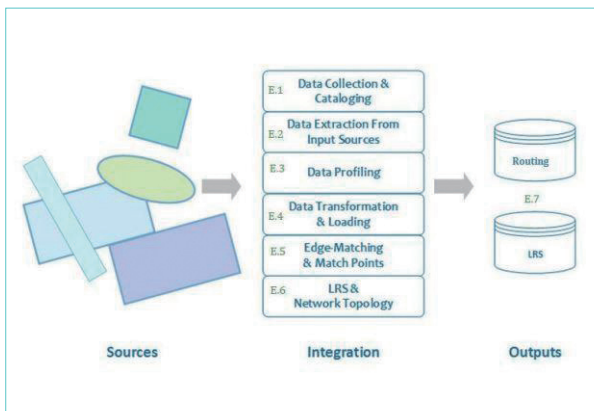 E.1 Data Collection &
Cataloging
E.2 Data Extraction From
Input Sources
E.3 Data Profiling
E.4 Data Transformation
& Loading
E.5 Edge-Matching
& Match Points
E.6 LRS &
Network Topology
Routing
E.7
LRS
Sources
Integration
Outputs